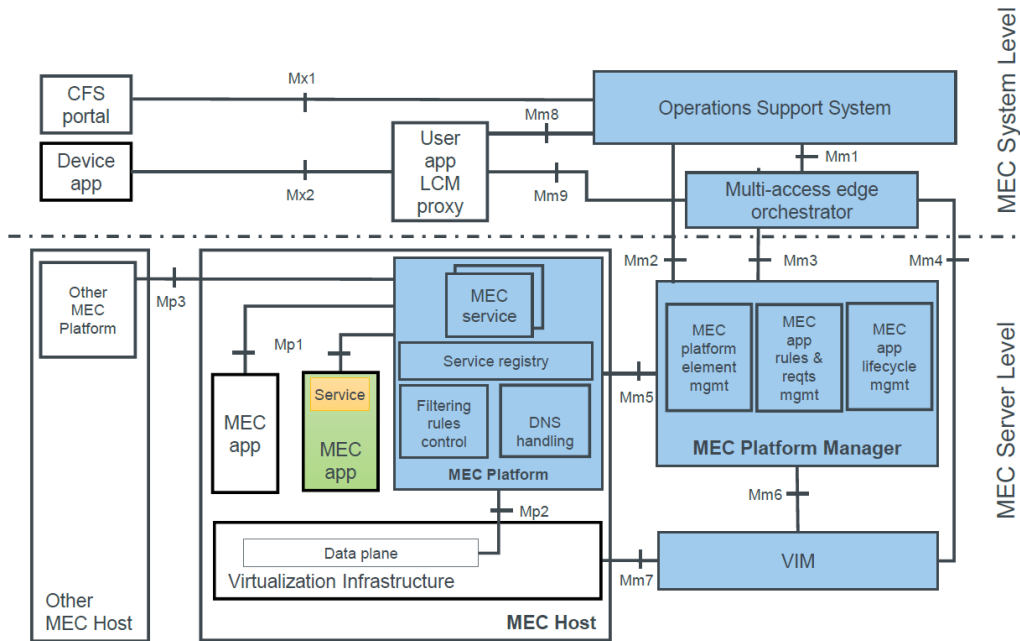 CFS
portal
Mx1
Operations Support System
Mm8
User
app
LCM
proxy
Device
app
Mx2
Mm9
Mm1
Multi-access edge
orchestrator
MEC System Level
Mm2
Mm3
Mm4
Other
MEC
Platform
Mp3
MEC
service
Mp1
Service registry
Filtering
rules
control
DNS
handling
MEC Platform
MEC
app
Service
MEC
app
Mm5
MEC
platform
element
mgmt
MEC
app
rules &
reqts
mgmt
MEC
app
lifecycle
mgmt
MEC Platform Manager
MEC Server Level
Mp2
Mm6
Data plane
Virtualization Infrastructure
Mm7
VIM
Other
MEC Host
MEC Host